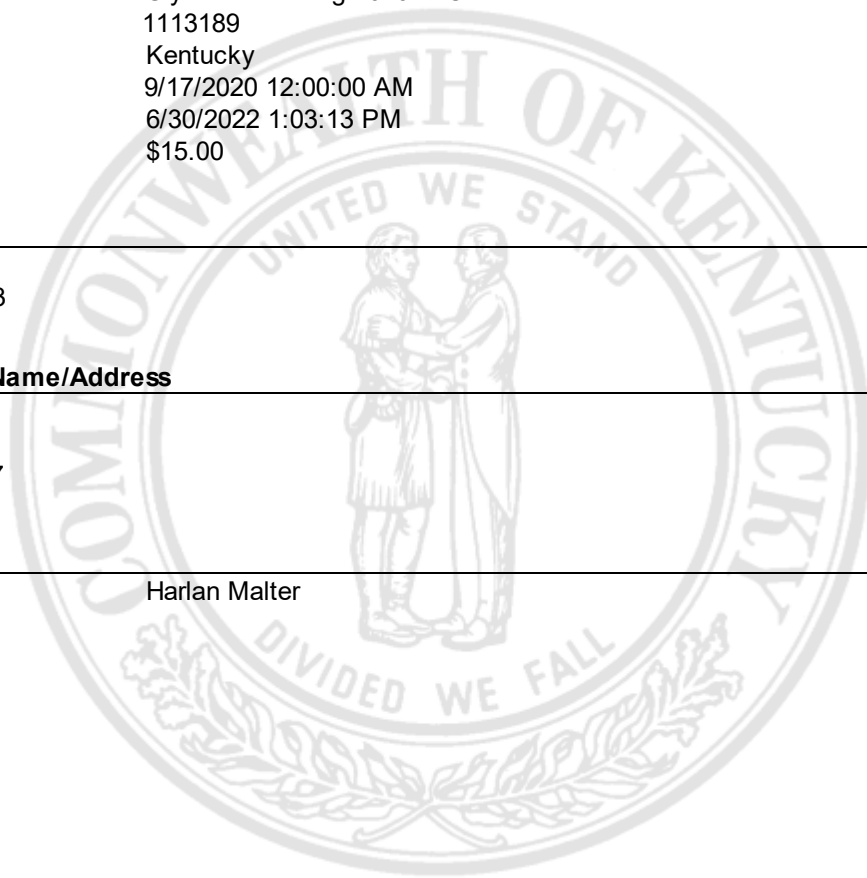 1113189
Kentucky
9/17/2020 12:00:00 AM
6/30/2022 1:03:13 PM
$15.00
COMMONWEALTH OF KENTUCKY
UNITED WE STAND
Name/Address
Harlan Malter
DIVIDED WE FALL